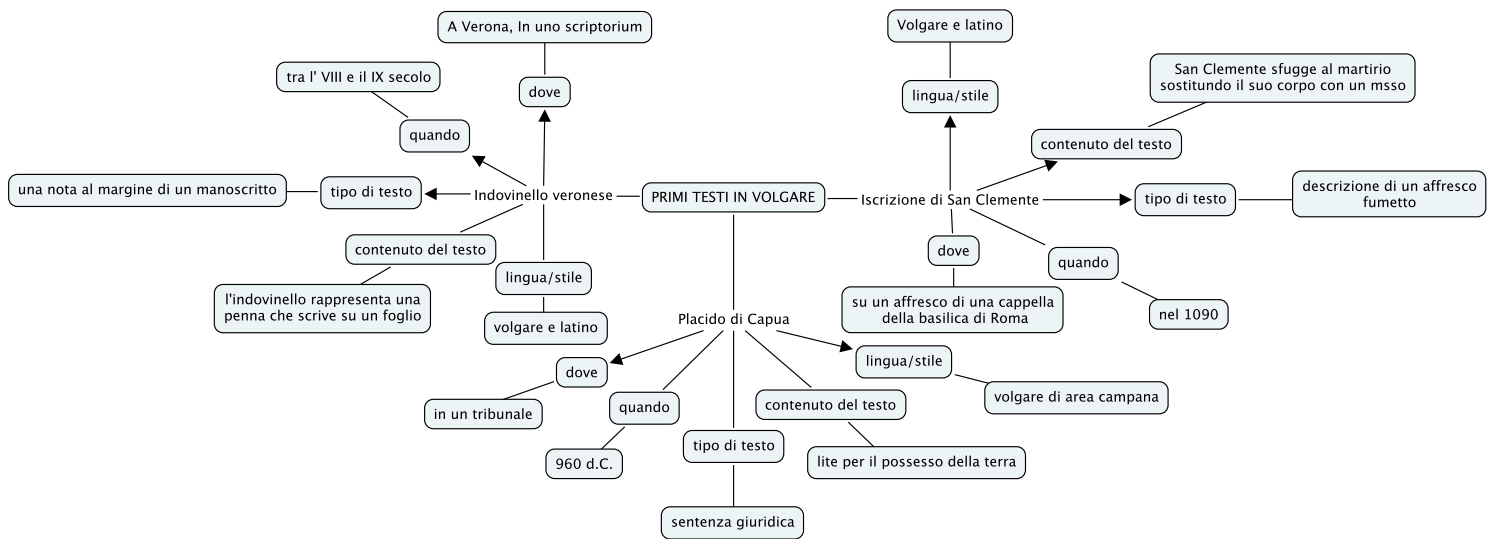 A Verona, In uno scriptorium
Volgare e latino
tra l' VIII e il IX secolo
dove
lingua/stile
San Clemente sfugge al martirio
sostitundo il suo corpo con un msso
quando
contenuto del testo
una nota al margine di un manoscritto
tipo di testo
Indovinello veronese
PRIMI TESTI IN VOLGARE
Iscrizione di San Clemente
tipo di testo
descrizione di un affresco
fumetto
contenuto del testo
lingua/stile
dove
quando
l'indovinello rappresenta una
penna che scrive su un foglio
volgare e latino
su un affresco di una cappella
della basilica di Roma
nel 1090
Placido di Capua
dove
lingua/stile
in un tribunale
quando
contenuto del testo
volgare di area campana
960 d.C.
tipo di testo
lite per il possesso della terra
sentenza giuridica